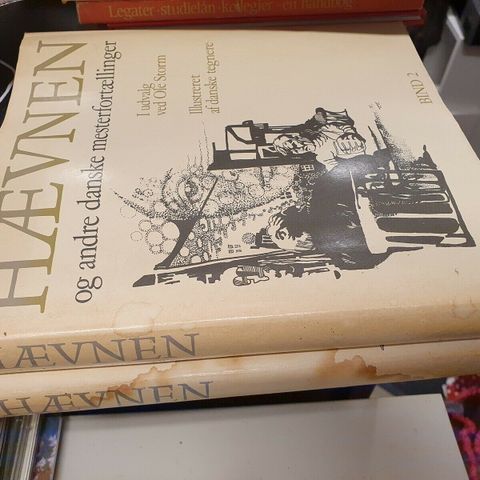 Legater · studielån · kollegier - en håndbog
HÆVNEN
og andre danske mesterfortællinger
I udvalg
ved Ole Storm
Illustreret
af danske tegnere
BIND 2
HÆVNEN
HÆVNEN